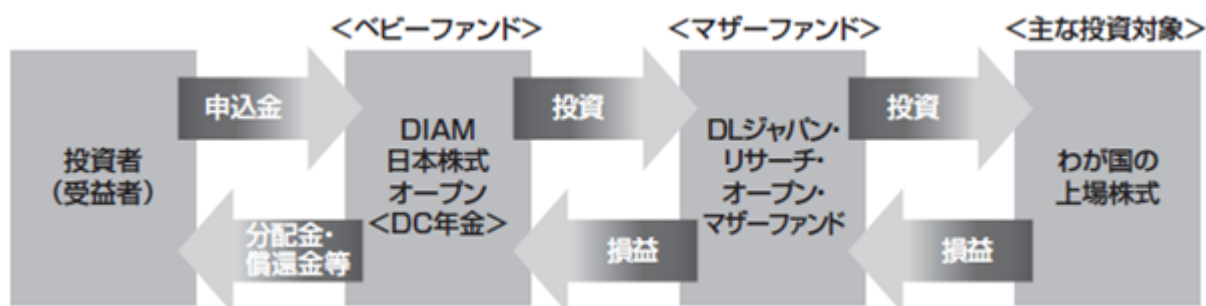 ＜ベビーファンド＞
＜マザーファンド＞
＜主な投資対象＞
申込金
投資
投資
投資者
（受益者）
DIAM
日本株式
オープン
＜DC年金＞
DLジャパン・
リサーチ・
オープン・
マザーファンド
わが国の
上場株式
分配金・
償還金等
損益
損益